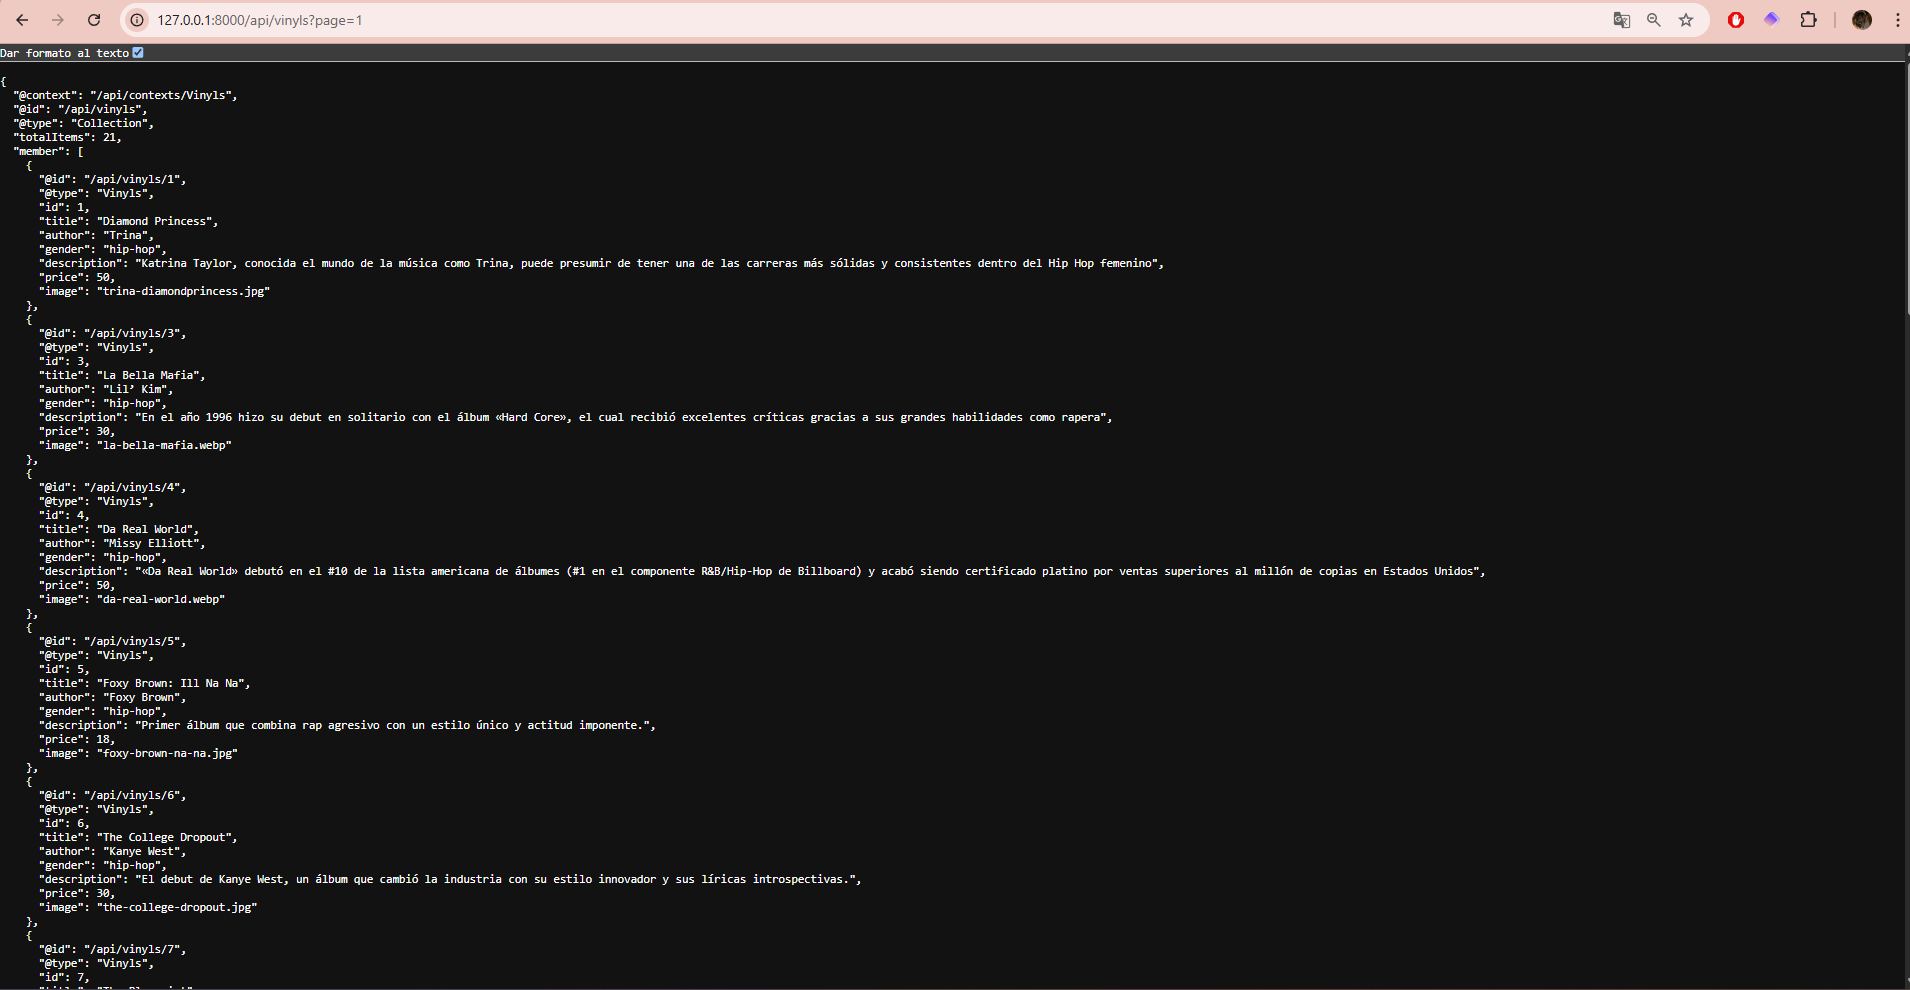 127.0.0.1:8000/api/vinyls?page=1
Dar formato al texto
{
  "@context": "/api/contexts/Vinyls",
  "@id": "/api/vinyls",
  "@type": "Collection",
  "totalItems": 21,
  "member": [
    {
      "@id": "/api/vinyls/1",
      "@type": "Vinyls",
      "id": 1,
      "title": "Diamond Princess",
      "author": "Trina",
      "gender": "hip-hop",
      "description": "Katrina Taylor, conocida el mundo de la música como Trina, puede presumir de tener una de las carreras más sólidas y consistentes dentro del Hip Hop femenino",
      "price": 50,
      "image": "trina-diamondprincess.jpg"
    },
    {
      "@id": "/api/vinyls/3",
      "@type": "Vinyls",
      "id": 3,
      "title": "La Bella Mafia",
      "author": "Lil’ Kim",
      "gender": "hip-hop",
      "description": "En el año 1996 hizo su debut en solitario con el álbum «Hard Core», el cual recibió excelentes críticas gracias a sus grandes habilidades como rapera",
      "price": 30,
      "image": "la-bella-mafia.webp"
    },
    {
      "@id": "/api/vinyls/4",
      "@type": "Vinyls",
      "id": 4,
      "title": "Da Real World",
      "author": "Missy Elliott",
      "gender": "hip-hop",
      "description": "«Da Real World» debutó en el #10 de la lista americana de álbumes (#1 en el componente R&B/Hip-Hop de Billboard) y acabó siendo certificado platino por ventas superiores al millón de copias en Estados Unidos",
      "price": 50,
      "image": "da-real-world.webp"
    },
    {
      "@id": "/api/vinyls/5",
      "@type": "Vinyls",
      "id": 5,
      "title": "Foxy Brown: Ill Na Na",
      "author": "Foxy Brown",
      "gender": "hip-hop",
      "description": "Primer álbum que combina rap agresivo con un estilo único y actitud imponente.",
      "price": 18,
      "image": "foxy-brown-na-na.jpg"
    },
    {
      "@id": "/api/vinyls/6",
      "@type": "Vinyls",
      "id": 6,
      "title": "The College Dropout",
      "author": "Kanye West",
      "gender": "hip-hop",
      "description": "El debut de Kanye West, un álbum que cambió la industria con su estilo innovador y sus líricas introspectivas.",
      "price": 30,
      "image": "the-college-dropout.jpg"
    },
    {
      "@id": "/api/vinyls/7",
      "@type": "Vinyls",
      "id": 7,